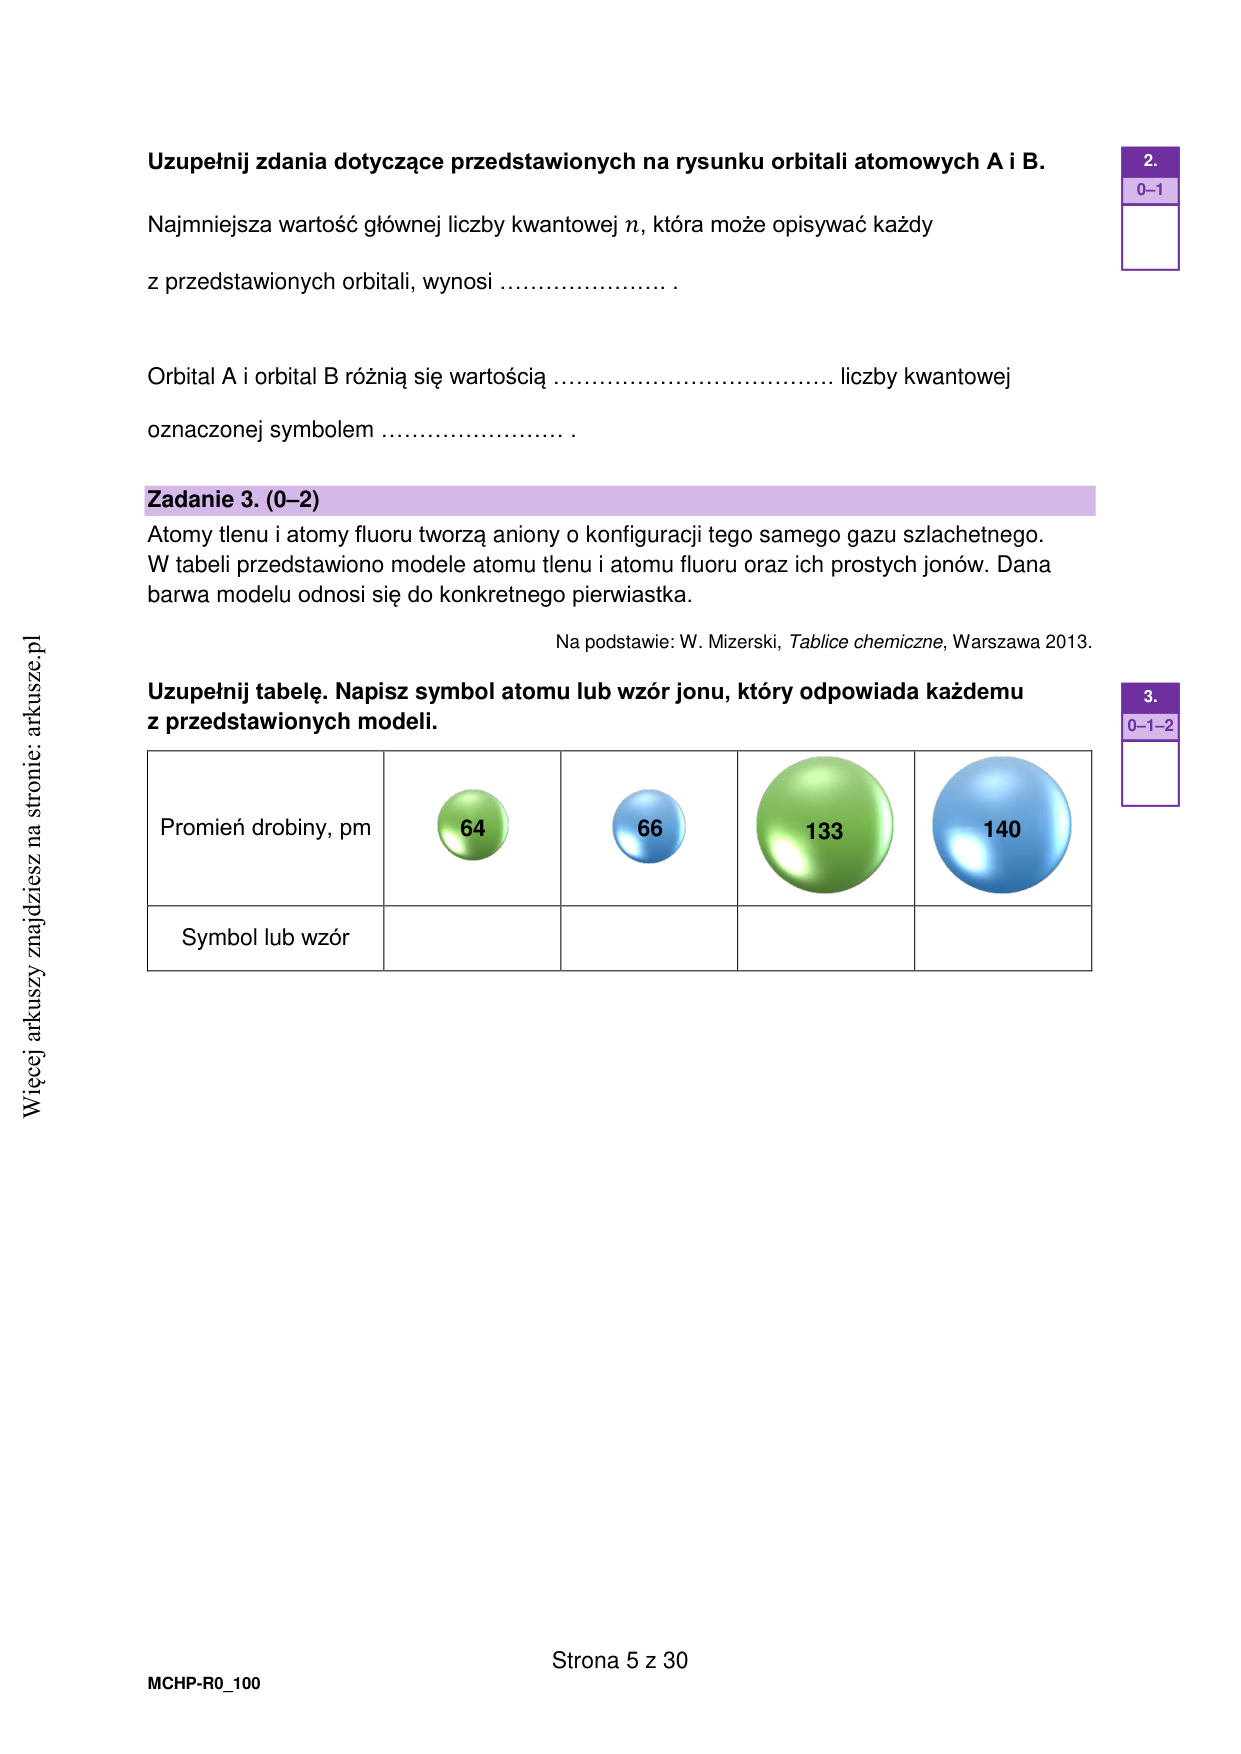 Uzupełnij zdania dotyczące przedstawionych na rysunku orbitali atomowych A i B.
2.
0–1
Najmniejsza wartość głównej liczby kwantowej n, która może opisywać każdy
z przedstawionych orbitali, wynosi ...................... .
Orbital A i orbital B różnią się wartością ..................................... liczby kwantowej
oznaczonej symbolem ........................ .
Zadanie 3. (0–2)
Atomy tlenu i atomy fluoru tworzą aniony o konfiguracji tego samego gazu szlachetnego.
W tabeli przedstawiono modele atomu tlenu i atomu fluoru oraz ich prostych jonów. Dana
barwa modelu odnosi się do konkretnego pierwiastka.
Na podstawie: W. Mizerski, Tablice chemiczne, Warszawa 2013.
Uzupełnij tabelę. Napisz symbol atomu lub wzór jonu, który odpowiada każdemu
z przedstawionych modeli.
3.
0–1–2
Promień drobiny, pm 64 66 133 140
Symbol lub wzór
Więcej arkuszy znajdziesz na stronie: arkusze.pl
Strona 5 z 30
MCHP-R0_100